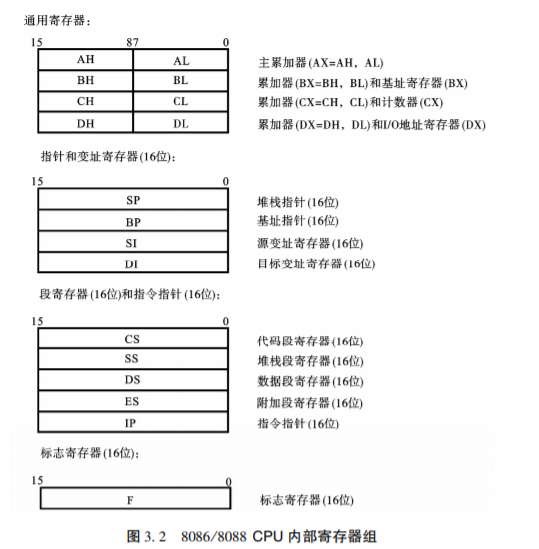 通用寄存器:
15 87 0
AH AL 主累加器(AX=AH, AL)
BH BL 累加器(BX=BH, BL)和基址寄存器(BX)
CH CL 累加器(CX=CH, CL)和计数器(CX)
DH DL 累加器(DX=DH, DL)和I/O地址寄存器(DX)
指针和变址寄存器(16位):
15 0
SP 堆栈指针(16位)
BP 基址指针(16位)
SI 源变址寄存器(16位)
DI 目标变址寄存器(16位)
段寄存器(16位)和指令指针(16位):
15 0
CS 代码段寄存器(16位)
SS 堆栈段寄存器(16位)
DS 数据段寄存器(16位)
ES 附加段寄存器(16位)
IP 指令指针(16位)
标志寄存器(16位):
15 0
F 标志寄存器(16位)
图 3.2 8086/8088 CPU 内部寄存器组